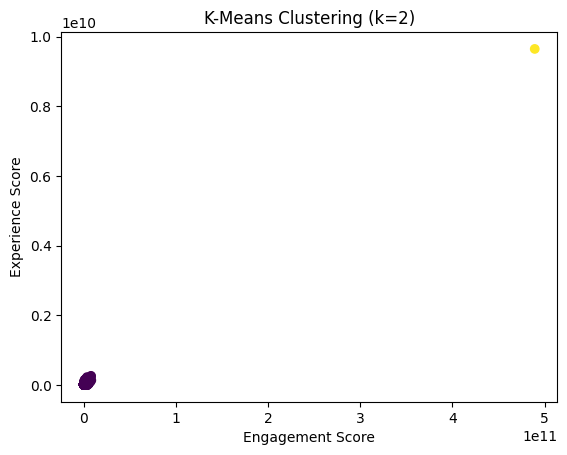 K-Means Clustering (k=2)
1e10
1.0
0.8
0.6
0.4
0.2
0.0
Experience Score
0 1 2 3 4 5
1e11
Engagement Score